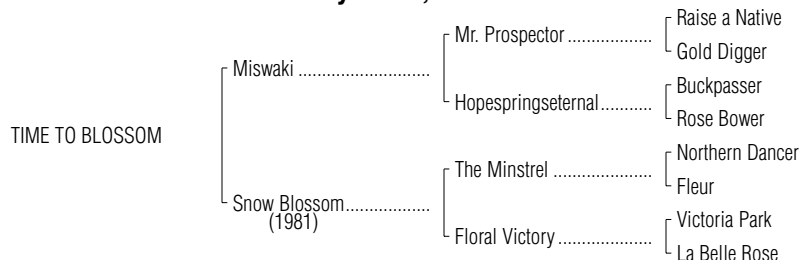 Mr. Prospector
Raise a Native
Gold Digger
Miswaki
Hopespringseternal
Buckpasser
Rose Bower
TIME TO BLOSSOM
The Minstrel
Northern Dancer
Fleur
Snow Blossom
(1981)
Floral Victory
Victoria Park
La Belle Rose